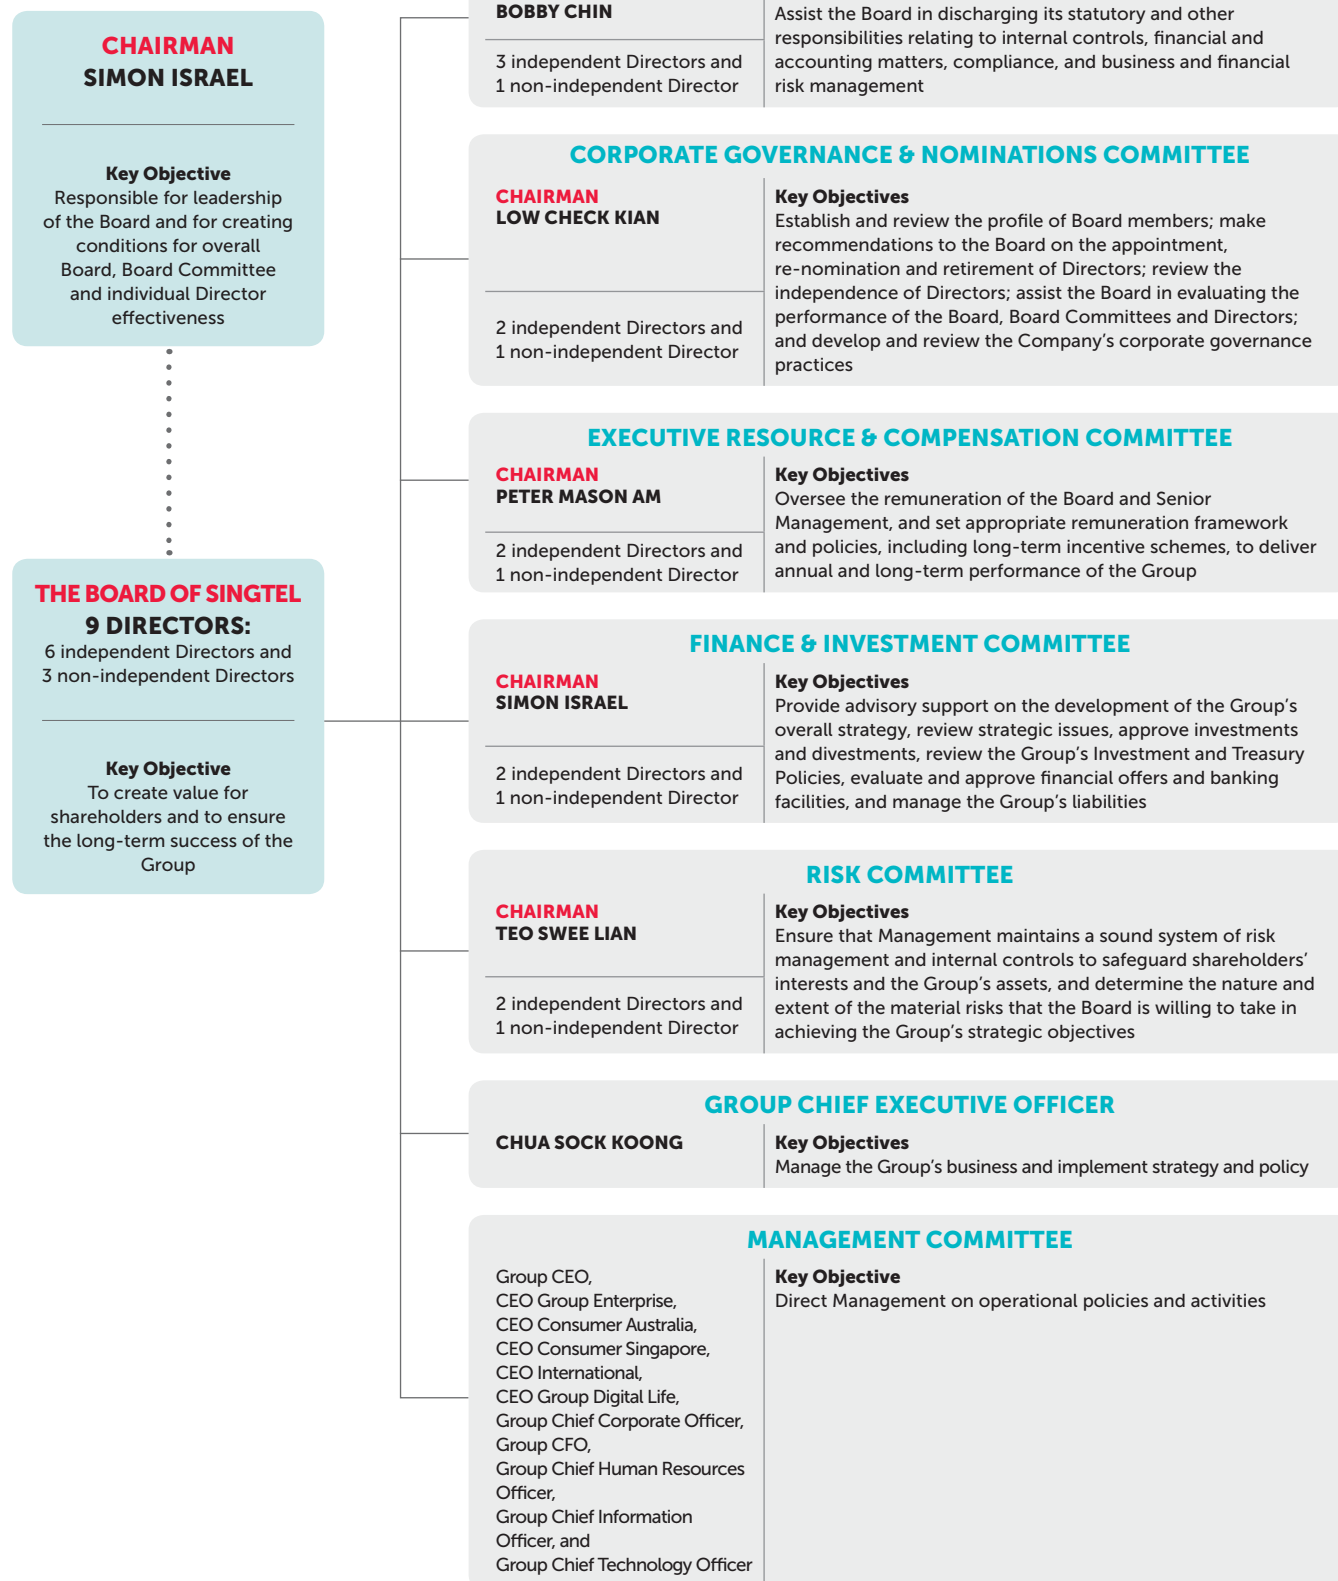 CHAIRMAN
SIMON ISRAEL
Key Objective
Responsible for leadership
of the Board and for creating
conditions for overall
Board, Board Committee
and individual Director
effectiveness
THE BOARD OF SINGTEL
9 DIRECTORS:
6 independent Directors and
3 non-independent Directors
Key Objective
To create value for
shareholders and to ensure
the long-term success of the
Group
BOBBY CHIN
3 independent Directors and
1 non-independent Director
Assist the Board in discharging its statutory and other
responsibilities relating to internal controls, financial and
accounting matters, compliance, and business and financial
risk management
CORPORATE GOVERNANCE & NOMINATIONS COMMITTEE
CHAIRMAN
LOW CHECK KIAN
2 independent Directors and
1 non-independent Director
Key Objectives
Establish and review the profile of Board members; make
recommendations to the Board on the appointment,
re-nomination and retirement of Directors; review the
independence of Directors; assist the Board in evaluating the
performance of the Board, Board Committees and Directors;
and develop and review the Company's corporate governance
practices
EXECUTIVE RESOURCE & COMPENSATION COMMITTEE
CHAIRMAN
PETER MASON AM
2 independent Directors and
1 non-independent Director
Key Objectives
Oversee the remuneration of the Board and Senior
Management, and set appropriate remuneration framework
and policies, including long-term incentive schemes, to deliver
annual and long-term performance of the Group
FINANCE & INVESTMENT COMMITTEE
CHAIRMAN
SIMON ISRAEL
2 independent Directors and
1 non-independent Director
Key Objectives
Provide advisory support on the development of the Group's
overall strategy, review strategic issues, approve investments
and divestments, review the Group's Investment and Treasury
Policies, evaluate and approve financial offers and banking
facilities, and manage the Group's liabilities
RISK COMMITTEE
CHAIRMAN
TEO SWEE LIAN
2 independent Directors and
1 non-independent Director
Key Objectives
Ensure that Management maintains a sound system of risk
management and internal controls to safeguard shareholders'
interests and the Group's assets, and determine the nature and
extent of the material risks that the Board is willing to take in
achieving the Group's strategic objectives
GROUP CHIEF EXECUTIVE OFFICER
CHUA SOCK KOONG
Key Objectives
Manage the Group's business and implement strategy and policy
MANAGEMENT COMMITTEE
Group CEO,
CEO Group Enterprise,
CEO Consumer Australia,
CEO Consumer Singapore,
CEO International,
CEO Group Digital Life,
Group Chief Corporate Officer,
Group CFO,
Group Chief Human Resources
Officer,
Group Chief Information
Officer, and
Group Chief Technology Officer
Key Objective
Direct Management on operational policies and activities